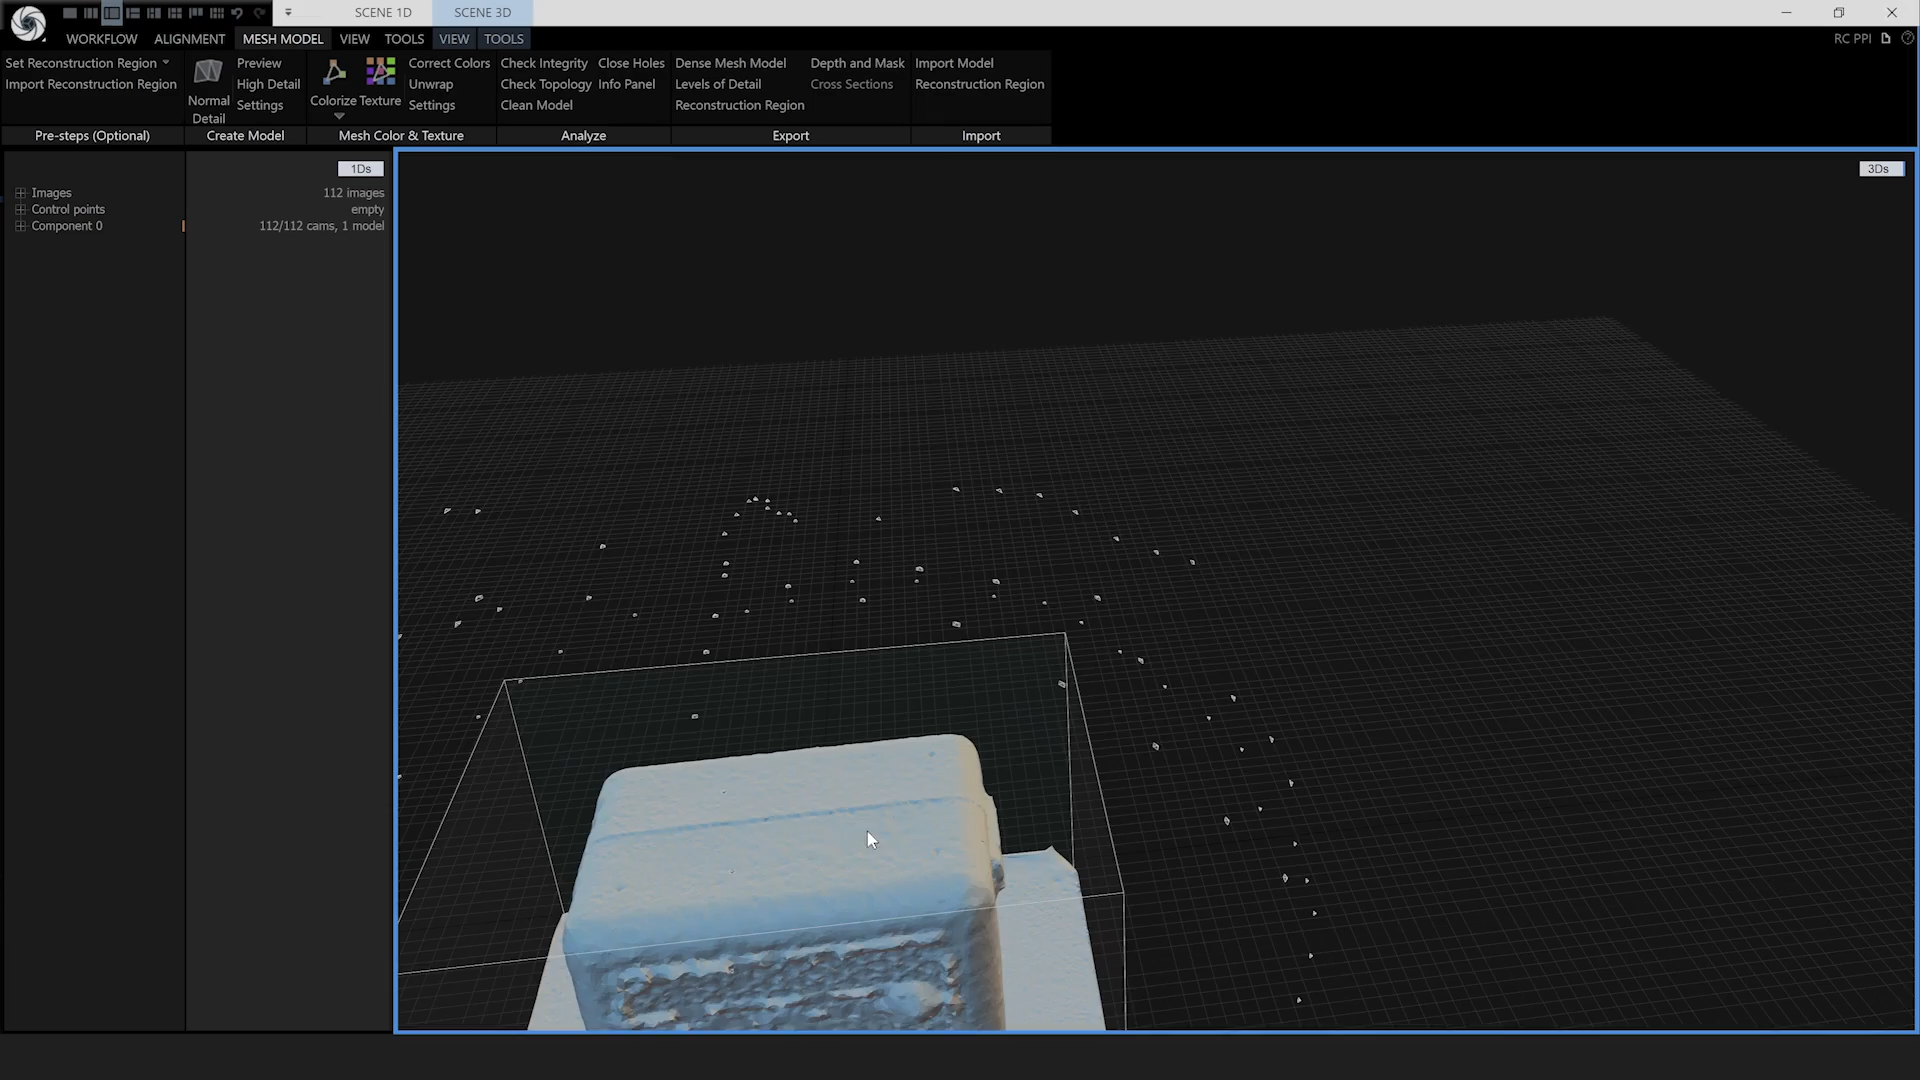 SCENE 1D SCENE 3D
WORKFLOW ALIGNMENT MESH MODEL VIEW TOOLS VIEW TOOLS RC PPI
Set Reconstruction Region
Import Reconstruction Region
Pre-steps (Optional)
Normal
Detail
Preview
High Detail
Settings
Create Model
Colorize Texture
Correct Colors
Unwrap
Settings
Mesh Color & Texture
Check Integrity Close Holes
Check Topology Info Panel
Clean Model
Analyze
Dense Mesh Model Depth and Mask
Levels of Detail Cross Sections
Reconstruction Region
Export
Import Model
Reconstruction Region
Import
1Ds
Images 112 images
Control points empty
Component 0 112/112 cams, 1 model
3Ds